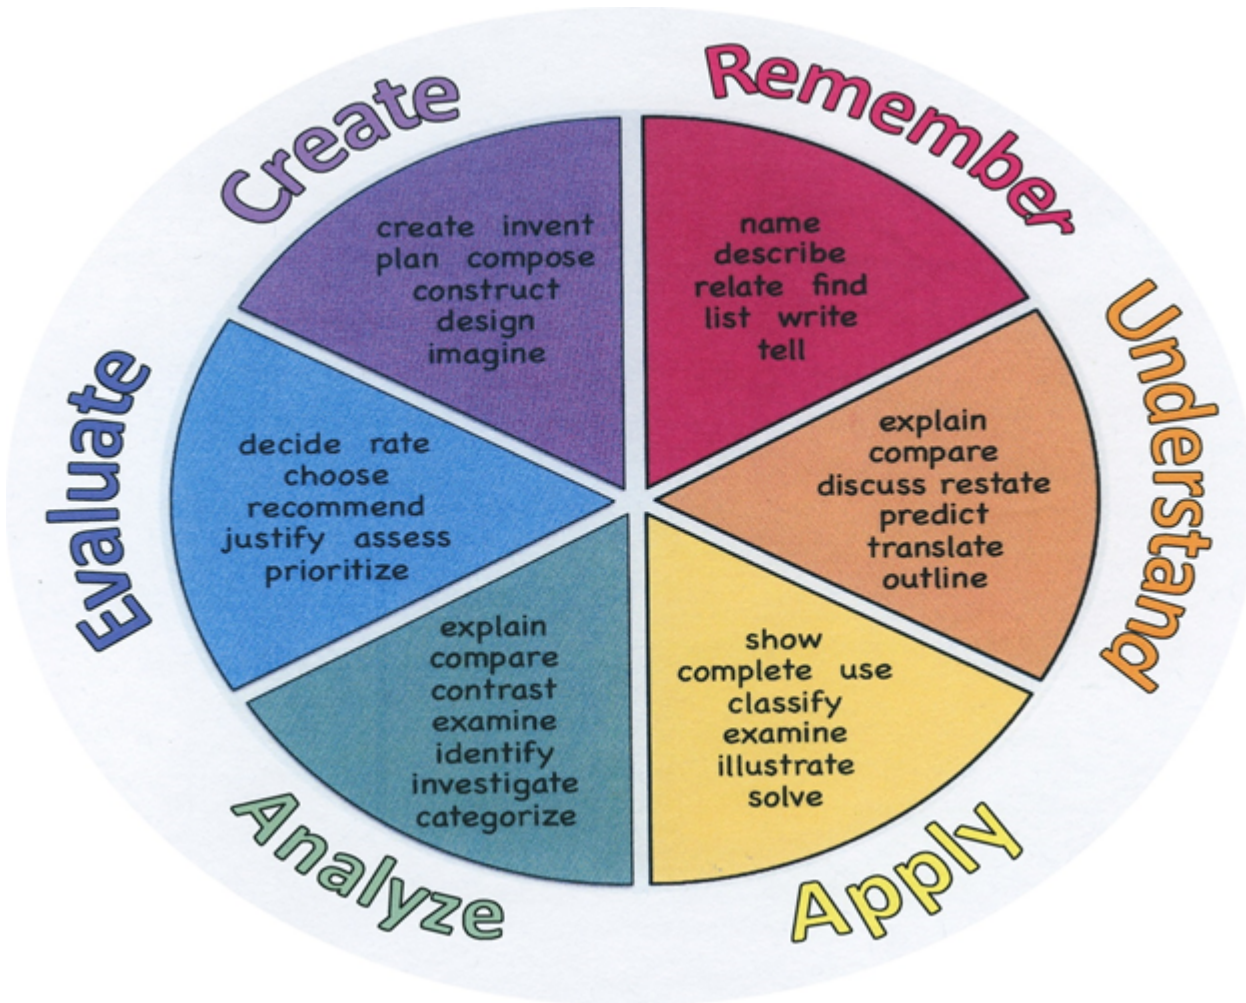 Remember
name
describe
relate find
list write
tell
Understand
explain
compare
discuss restate
predict
translate
outline
Apply
show
complete use
classify
examine
illustrate
solve
Analyze
explain
compare
contrast
examine
identify
investigate
categorize
Evaluate
decide rate
choose
recommend
justify assess
prioritize
Create
create invent
plan compose
construct
design
imagine